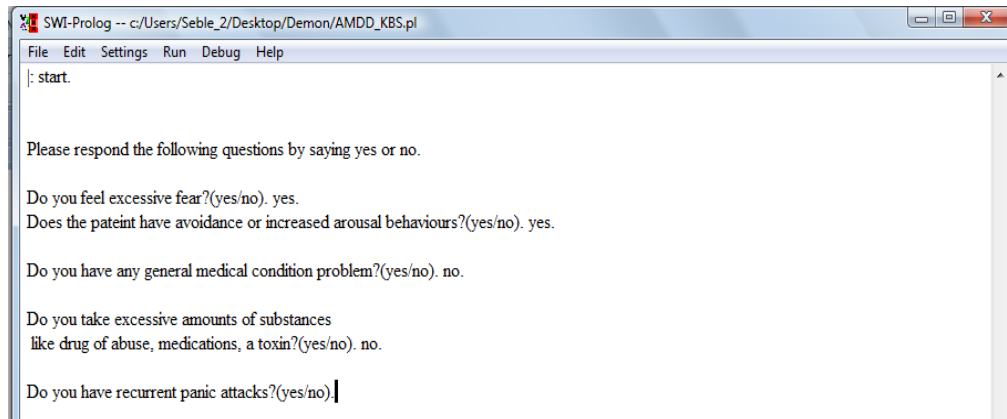 SWI-Prolog -- c:/Users/Seble_2/Desktop/Demon/AMDD_KBS.pl
File Edit Settings Run Debug Help
|: start.
Please respond the following questions by saying yes or no.
Do you feel excessive fear?(yes/no). yes.
Does the pateint have avoidance or increased arousal behaviours?(yes/no). yes.
Do you have any general medical condition problem?(yes/no). no.
Do you take excessive amounts of substances
like drug of abuse, medications, a toxin?(yes/no). no.
Do you have recurrent panic attacks?(yes/no).